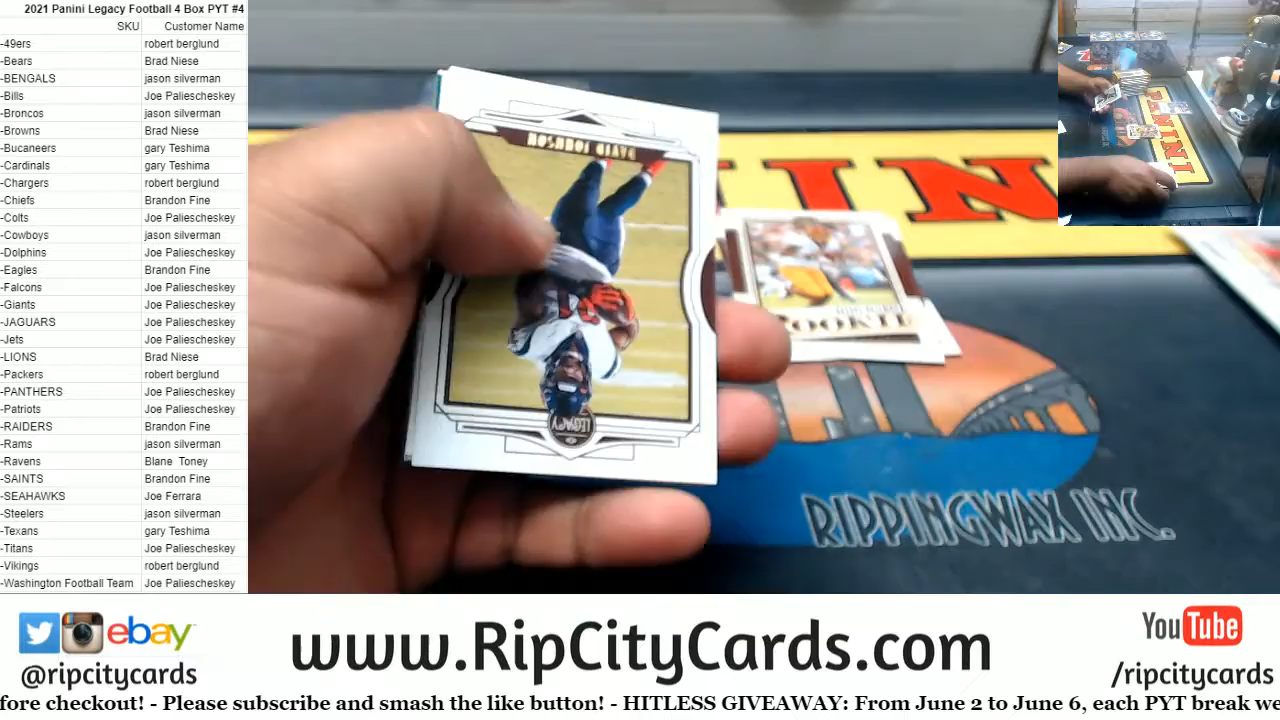 2021 Panini Legacy Football 4 Box PYT #4
SKU Customer Name
-49ers robert berglund
-Bears Brad Niese
-BENGALS jason silverman
-Bills Joe Paliescheskey
-Broncos jason silverman
-Browns Brad Niese
-Bucaneers gary Teshima
-Cardinals gary Teshima
-Chargers robert berglund
-Chiefs Brandon Fine
-Colts Joe Paliescheskey
-Cowboys jason silverman
-Dolphins Joe Paliescheskey
-Eagles Brandon Fine
-Falcons Joe Paliescheskey
-Giants Joe Paliescheskey
-JAGUARS Joe Paliescheskey
-Jets Joe Paliescheskey
-LIONS Brad Niese
-Packers robert berglund
-PANTHERS Joe Paliescheskey
-Patriots Joe Paliescheskey
-RAIDERS Brandon Fine
-Rams jason silverman
-Ravens Blane Toney
-SAINTS Brandon Fine
-SEAHAWKS Joe Ferrara
-Steelers jason silverman
-Texans gary Teshima
-Titans Joe Paliescheskey
-Vikings robert berglund
-Washington Football Team Joe Paliescheskey
DAVID JOHNSON
LEGACY
ROOKIE
RIPPINGWAX INC.
PANINI
ebay
@ripcitycards
www.RipCityCards.com
YouTube
/ripcitycards
fore checkout! - Please subscribe and smash the like button! - HITLESS GIVEAWAY: From June 2 to June 6, each PYT break we